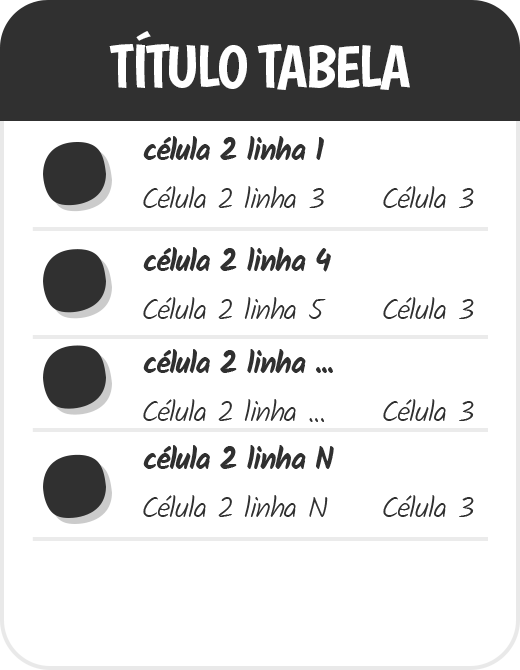 TÍTULO TABELA
célula 2 linha 1
Célula 2 linha 3 Célula 3
célula 2 linha 4
Célula 2 linha 5 Célula 3
célula 2 linha ...
Célula 2 linha ... Célula 3
célula 2 linha N
Célula 2 linha N Célula 3